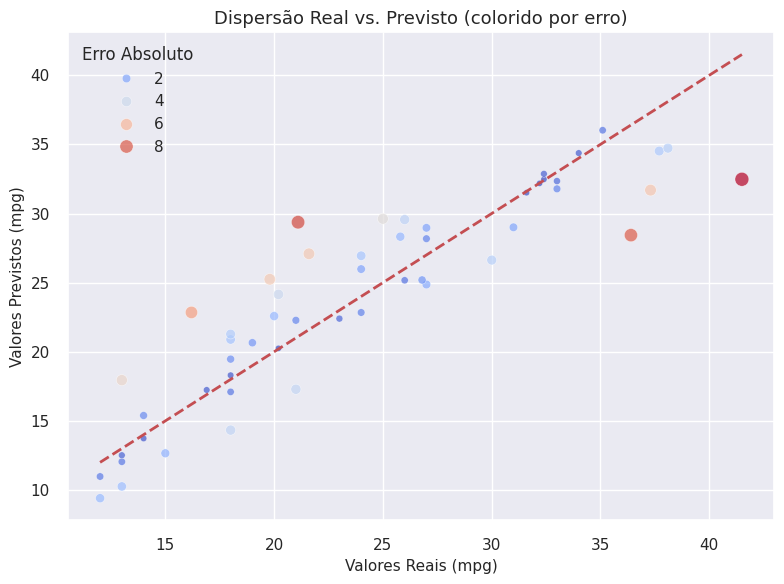 Dispersão Real vs. Previsto (colorido por erro)
Erro Absoluto
2
4
6
8
Valores Previstos (mpg)
40
35
30
25
20
15
10
15 20 25 30 35 40
Valores Reais (mpg)